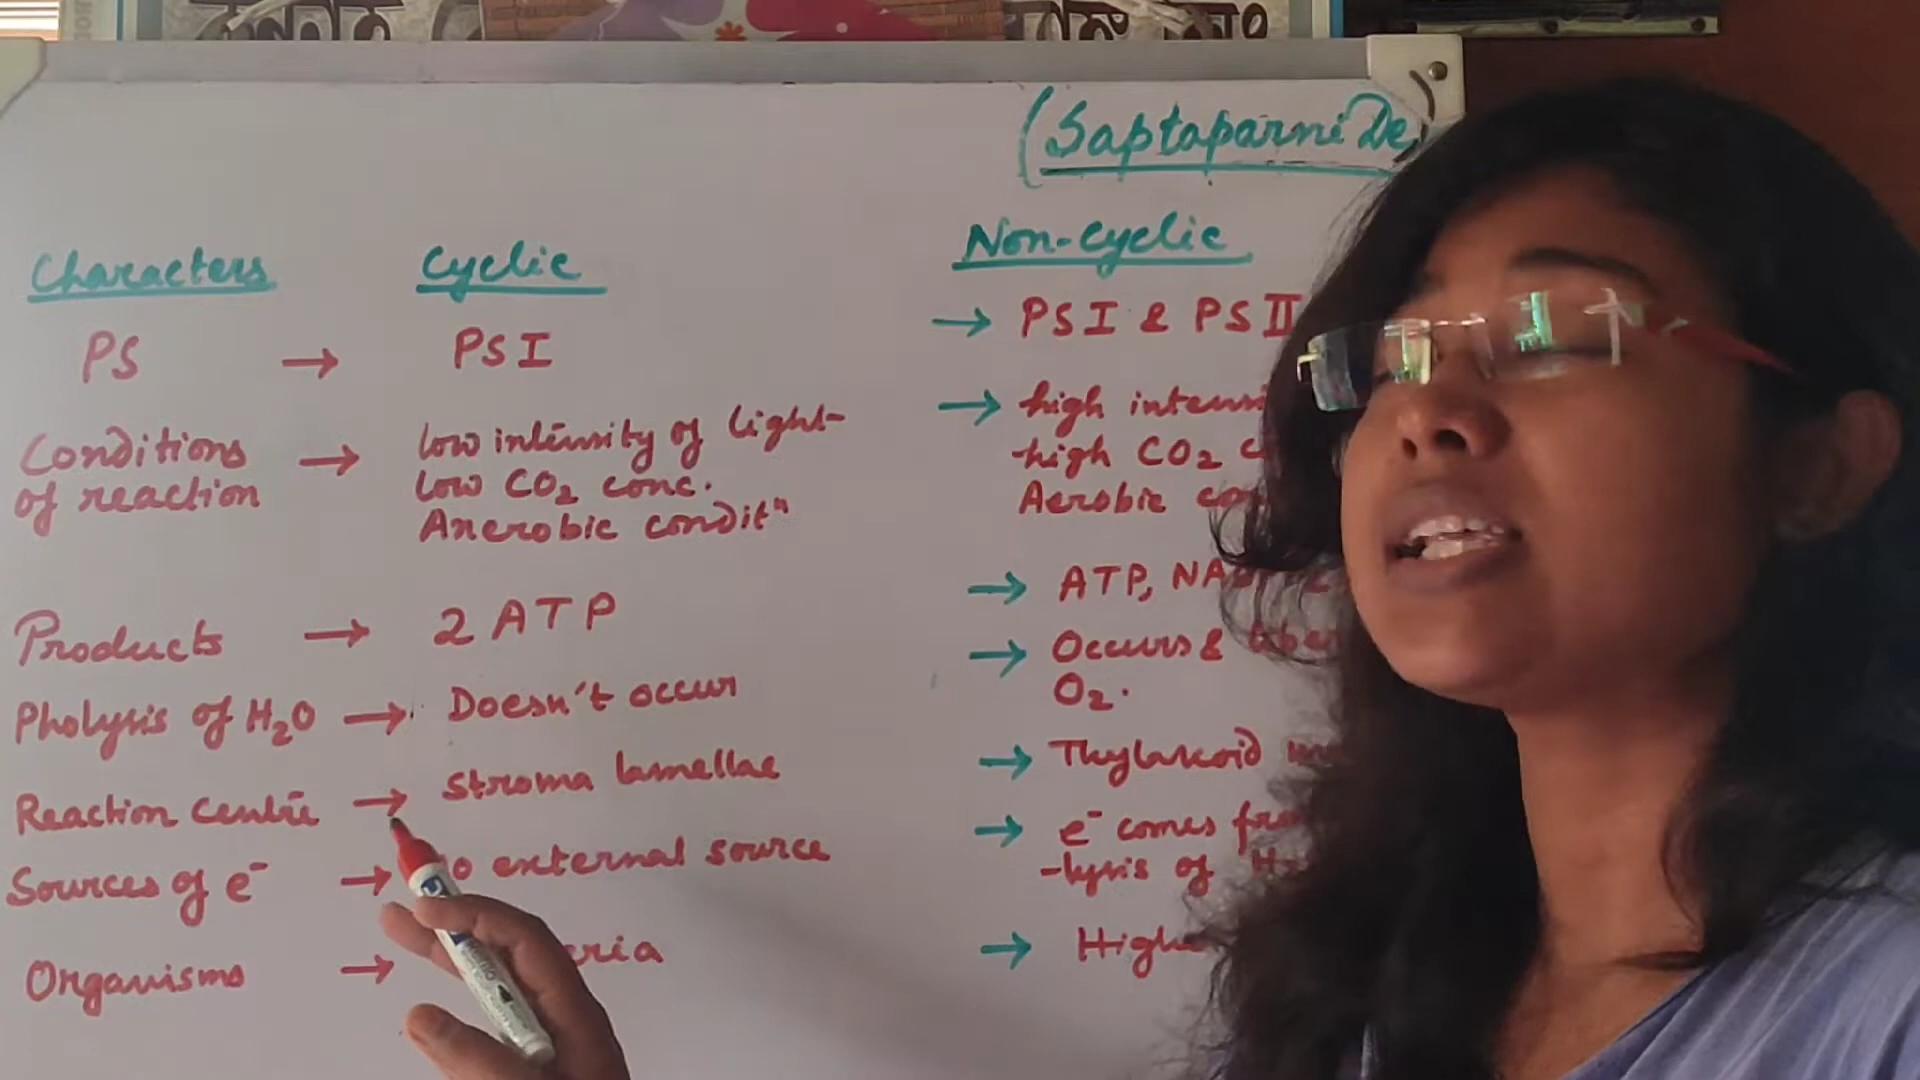 (Saptaparni De)
Characters Cyclic Non-Cyclic
PS → PS I → PS I & PS II
Conditions of reaction → low intensity of light
low CO2 conc.
Anerobic conditⁿ
→ high
high CO2
Aerobic
Products → 2 ATP → ATP,
Pholysis of H2O → Doesn't occur → Occurs &
O2.
Reaction centre → Stroma lamellae → Thylakoid
Sources of e⁻ → external source → e⁻ comes
-lysis of
Organisms → →